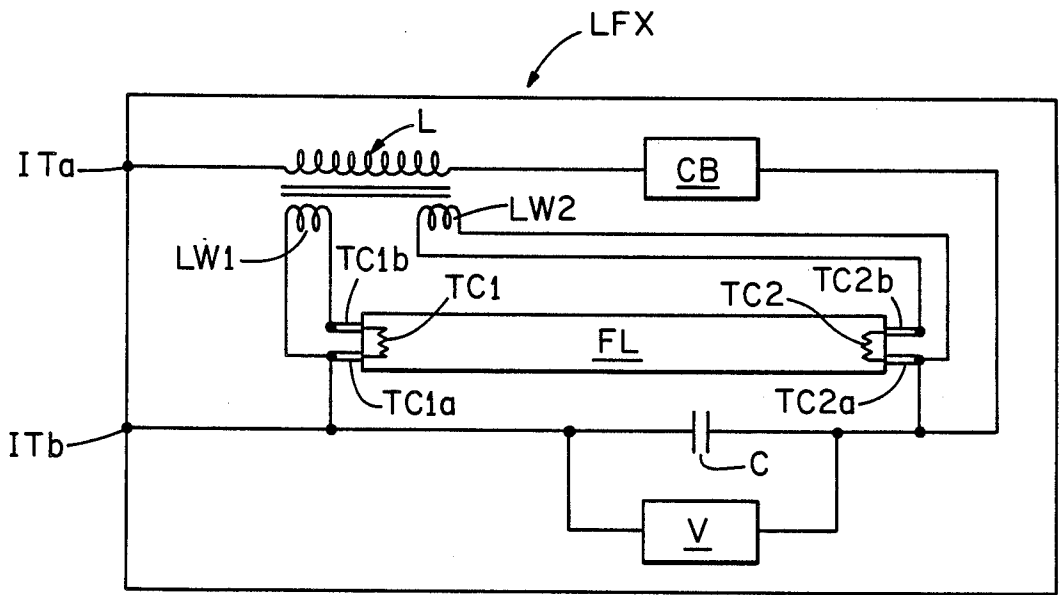 LFX
L
ITa
CB
LW2
LW1
TC1b
TC1
TC2
TC2b
FL
TC1a
TC2a
ITb
C
V